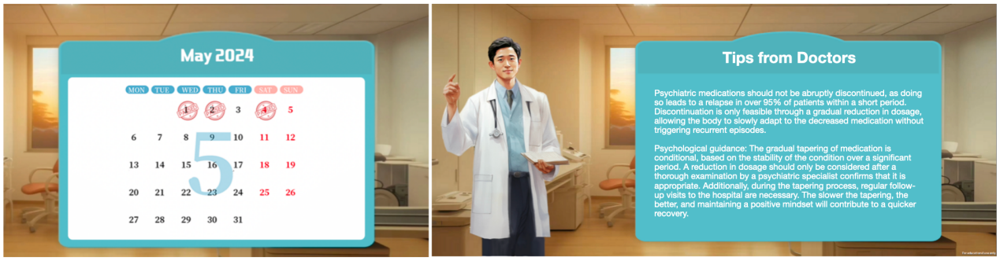 May 2024
MON TUE WED THU FRI SAT SUN
1 2 3 4 5
6 7 8 9 10 11 12
13 14 15 16 17 18 19
20 21 22 23 24 25 26
27 28 29 30 31
5
Tips from Doctors
Psychiatric medications should not be abruptly discontinued, as doing
so leads to a relapse in over 95% of patients within a short period.
Discontinuation is only feasible through a gradual reduction in dosage,
allowing the body to slowly adapt to the decreased medication without
triggering recurrent episodes.
Psychological guidance: The gradual tapering of medication is
conditional, based on the stability of the condition over a significant
period. A reduction in dosage should only be considered after a
thorough examination by a psychiatric specialist confirms that it is
appropriate. Additionally, during the tapering process, regular follow-
up visits to the hospital are necessary. The slower the tapering, the
better, and maintaining a positive mindset will contribute to a quicker
recovery.